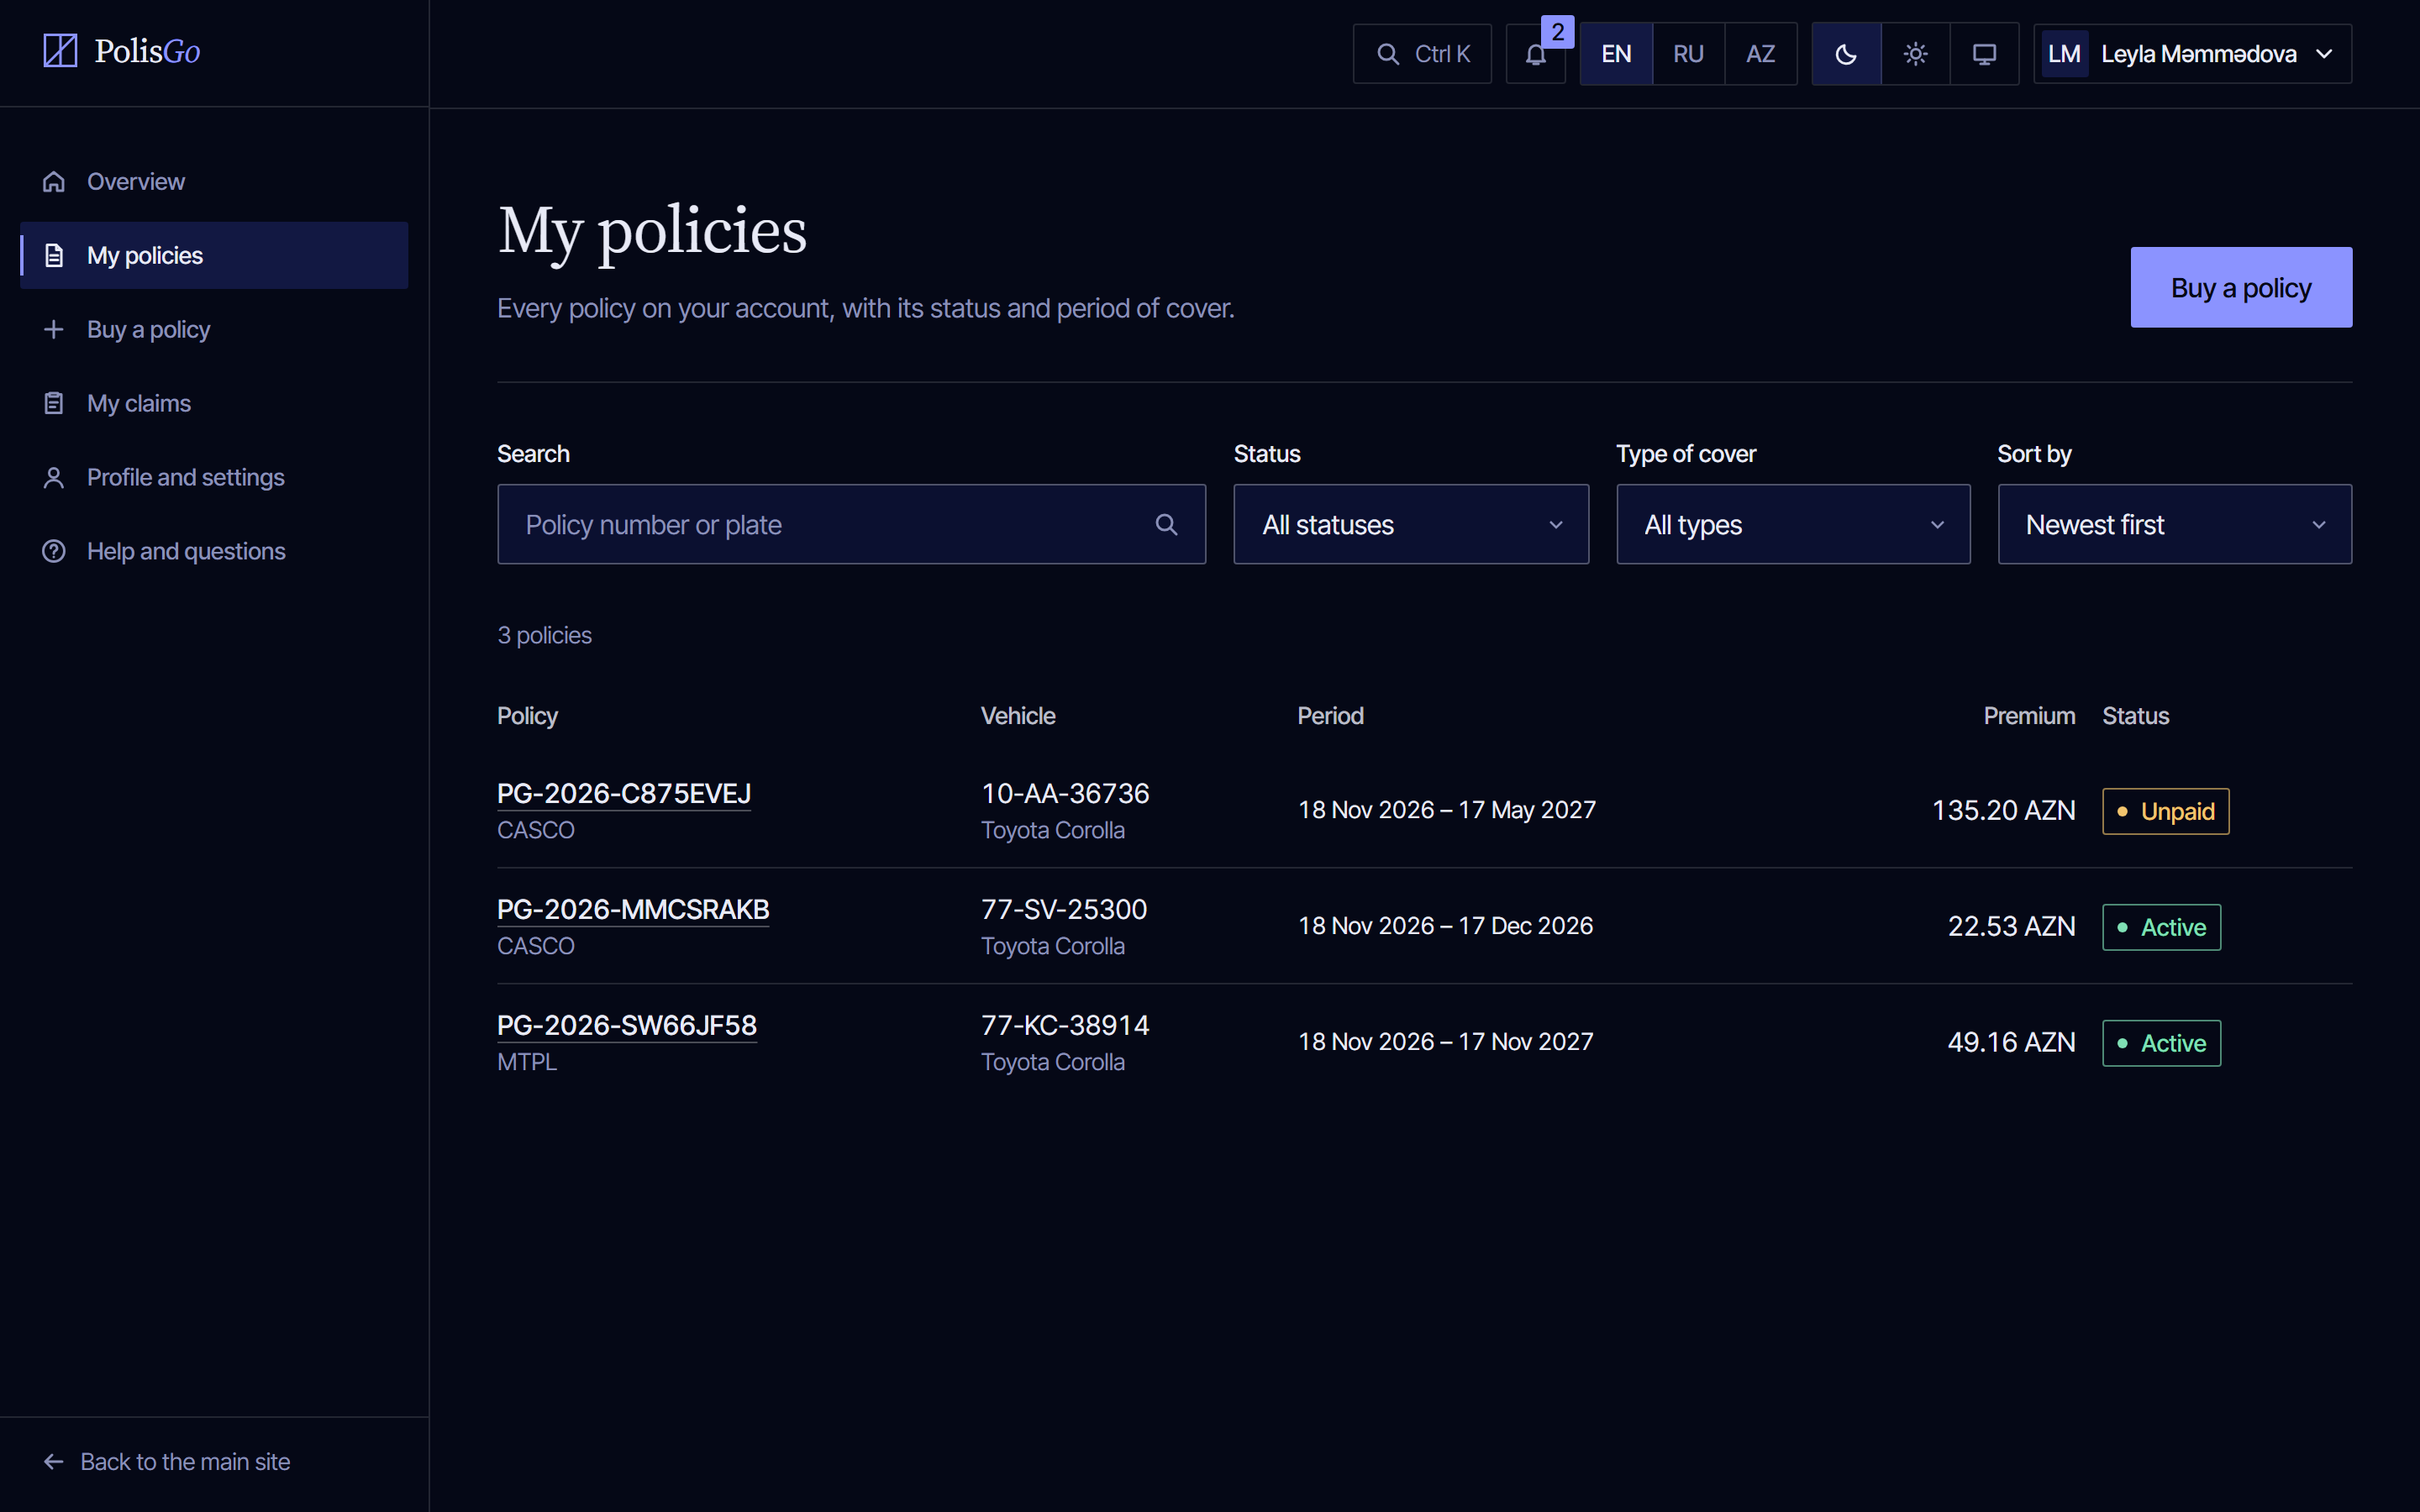 PolisGo
Ctrl K
2
EN RU AZ
LM Leyla Məmmədova
Overview
My policies
Buy a policy
My claims
Profile and settings
Help and questions
Back to the main site
My policies
Every policy on your account, with its status and period of cover.
Buy a policy
Search Status Type of cover Sort by
Policy number or plate All statuses All types Newest first
3 policies
Policy Vehicle Period Premium Status
PG-2026-C875EVEJ 10-AA-36736 18 Nov 2026 – 17 May 2027 135.20 AZN Unpaid
CASCO Toyota Corolla
PG-2026-MMCSRAKB 77-SV-25300 18 Nov 2026 – 17 Dec 2026 22.53 AZN Active
CASCO Toyota Corolla
PG-2026-SW66JF58 77-KC-38914 18 Nov 2026 – 17 Nov 2027 49.16 AZN Active
MTPL Toyota Corolla